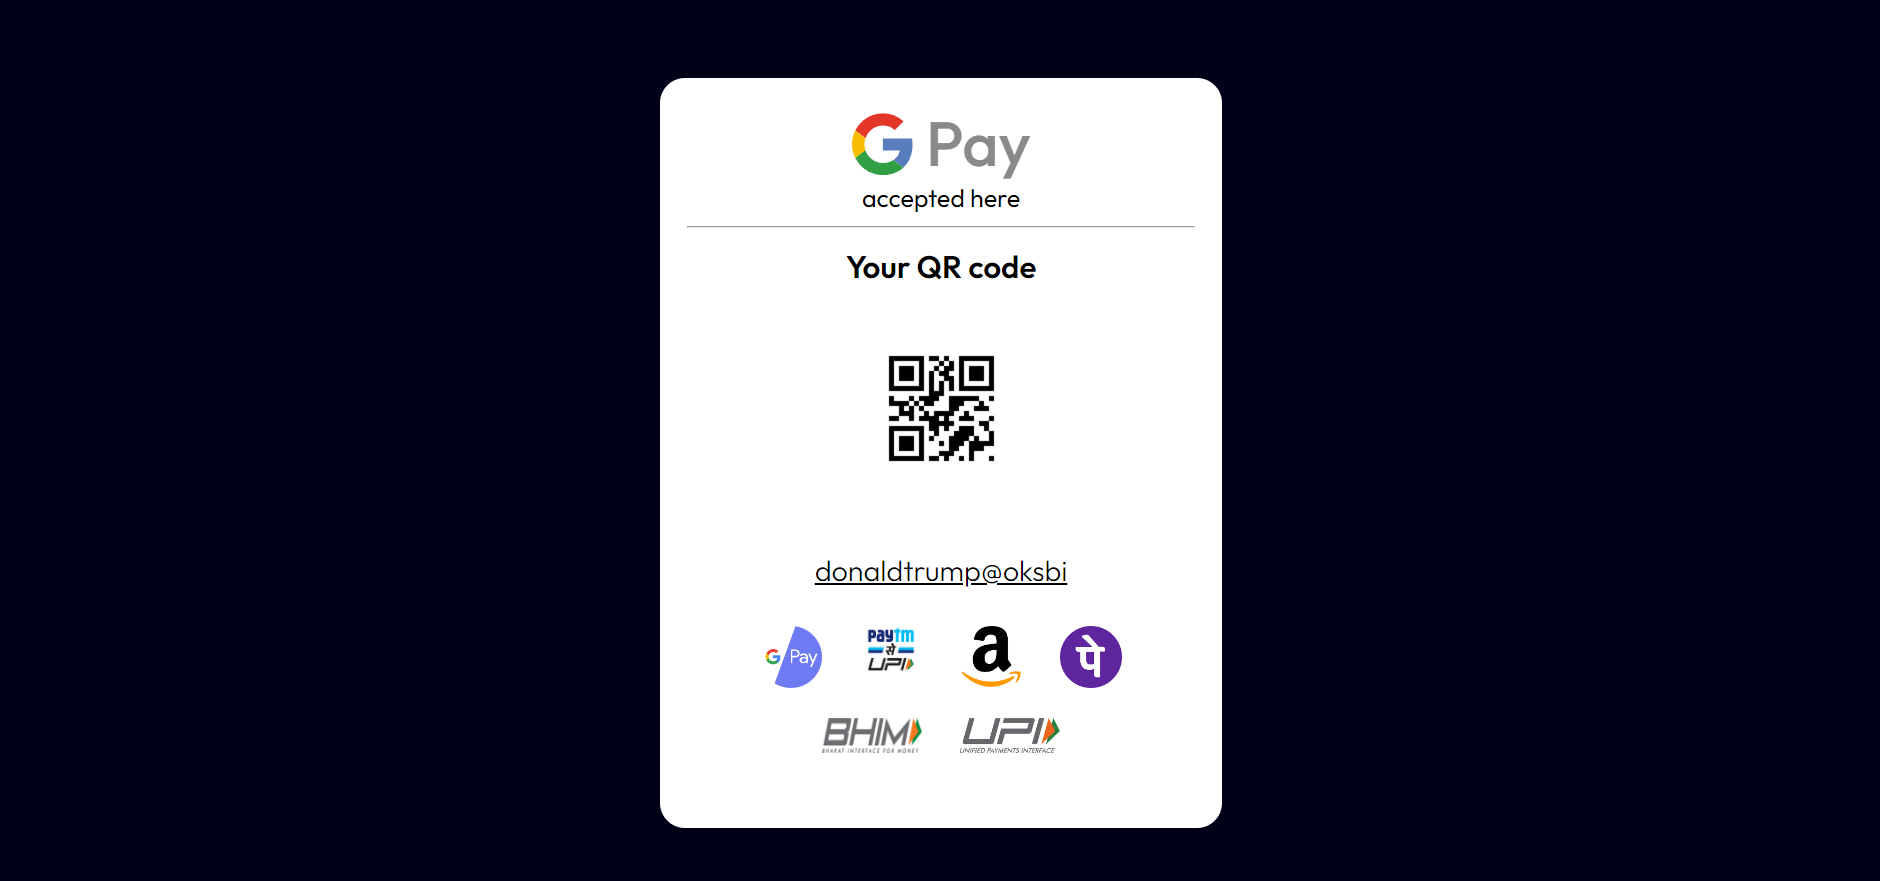 G Pay
accepted here
Your QR code
donaldtrump@oksbi
G Pay
paytm
से
UPI
a
पे
BHIM
BHARAT INTERFACE FOR MONEY
UPI
UNIFIED PAYMENTS INTERFACE